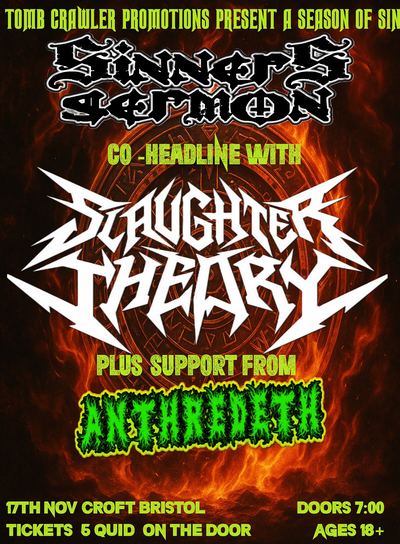 TOMB CRAWLER PROMOTIONS PRESENT A SEASON OF SIN
SINNERS
SERMON
CO-HEADLINE WITH
SLAUGHTER
THEORY
PLUS SUPPORT FROM
ANTHREDETH
17TH NOV CROFT BRISTOL
DOORS 7:00
TICKETS 5 QUID ON THE DOOR
AGES 18+